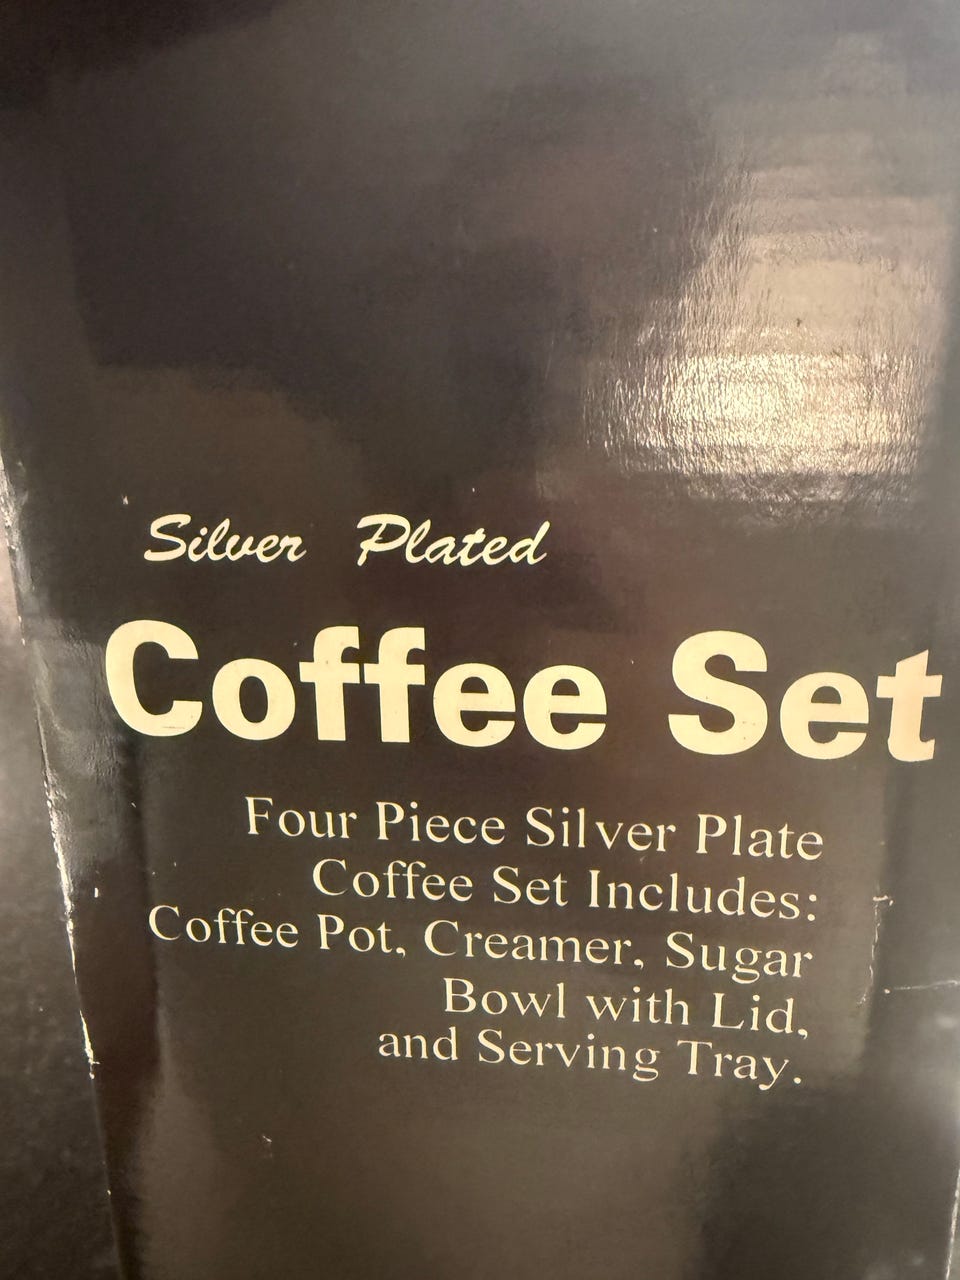 Silver Plated
Coffee Set
Four Piece Silver Plate
Coffee Set Includes:
Coffee Pot, Creamer, Sugar
Bowl with Lid,
and Serving Tray.